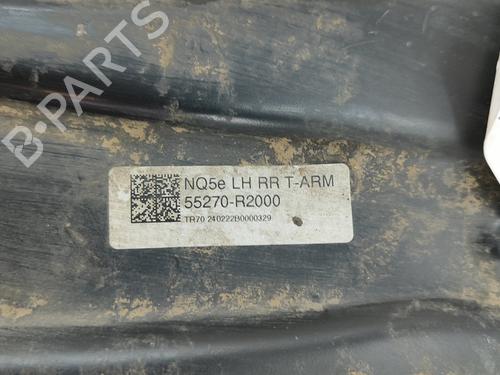 B-PARTS
NQ5e LH RR T-ARM
55270-R2000
TR70 240222B0000329